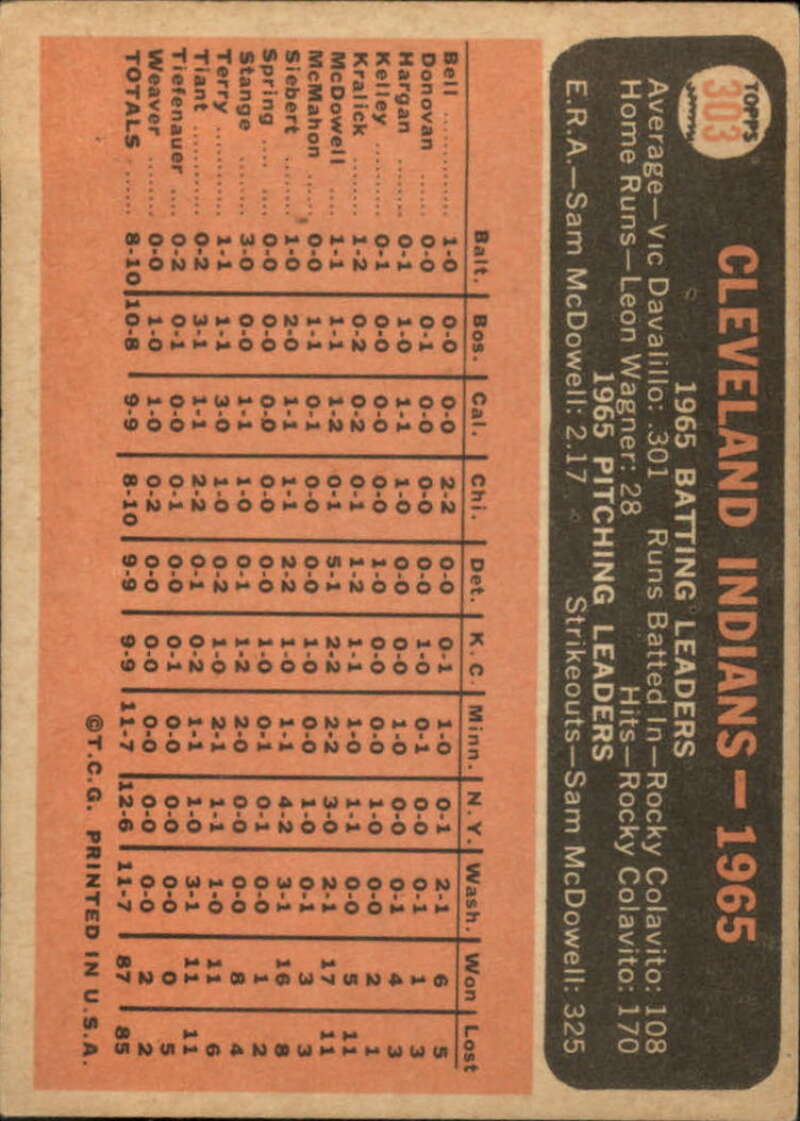 TOPPS
303
CLEVELAND INDIANS—1965
1965 BATTING LEADERS
Average—Vic Davalillo: .301 Runs Batted In—Rocky Colavito: 108
Home Runs—Leon Wagner: 28 Hits—Rocky Colavito: 170
1965 PITCHING LEADERS
E.R.A.—Sam McDowell: 2.17 Strikeouts—Sam McDowell: 325
Balt. Bos. Cal. Chi. Det. K.C. Minn. N.Y. Wash. Won Lost
Bell .............. 1-0 0-0 0-0 2-2 0-0 0-1 1-0 0-1 2-1 6 5
Donovan ...... 0-0 0-1 0-0 0-0 0-0 1-0 0-1 0-0 0-1 1 3
Hargan ........ 0-1 1-0 1-1 1-0 0-0 0-0 1-0 0-0 0-1 4 3
Kelley .......... 0-1 0-0 0-0 0-0 1-0 0-0 0-0 1-0 0-0 2 1
Kralick ........ 1-2 0-2 0-2 0-1 1-2 1-1 1-0 1-1 0-0 5 11
McDowell .... 1-1 1-1 1-2 0-1 5-1 2-2 2-2 3-0 2-1 17 11
McMahon ..... 0-0 1-1 0-1 0-0 0-0 1-0 0-0 1-0 0-1 3 3
Siebert ........ 1-0 2-0 1-1 1-1 2-2 1-0 1-1 4-2 3-1 16 8
Spring .... .... 0-0 0-0 0-0 0-0 0-0 1-0 0-1 0-1 0-0 1 2
Stange ........ 3-0 0-0 1-1 1-0 0-1 1-2 2-0 0-0 0-0 8 4
Terry ............ 1-1 1-1 3-0 1-0 0-2 1-0 2-1 1-1 1-0 11 6
Tiant ............ 0-2 3-1 1-1 2-2 0-1 0-2 1-1 1-0 3-1 11 11
Tiefenauer .... 0-2 0-1 0-0 0-1 0-0 0-1 0-0 0-0 0-0 0 5
Weaver ........ 0-0 1-0 1-0 0-2 0-0 0-0 0-0 0-0 0-0 2 2
TOTALS ...... 8-10 10-8 9-9 8-10 9-9 9-9 11-7 12-6 11-7 87 85
©T.C.G. PRINTED IN U.S.A.